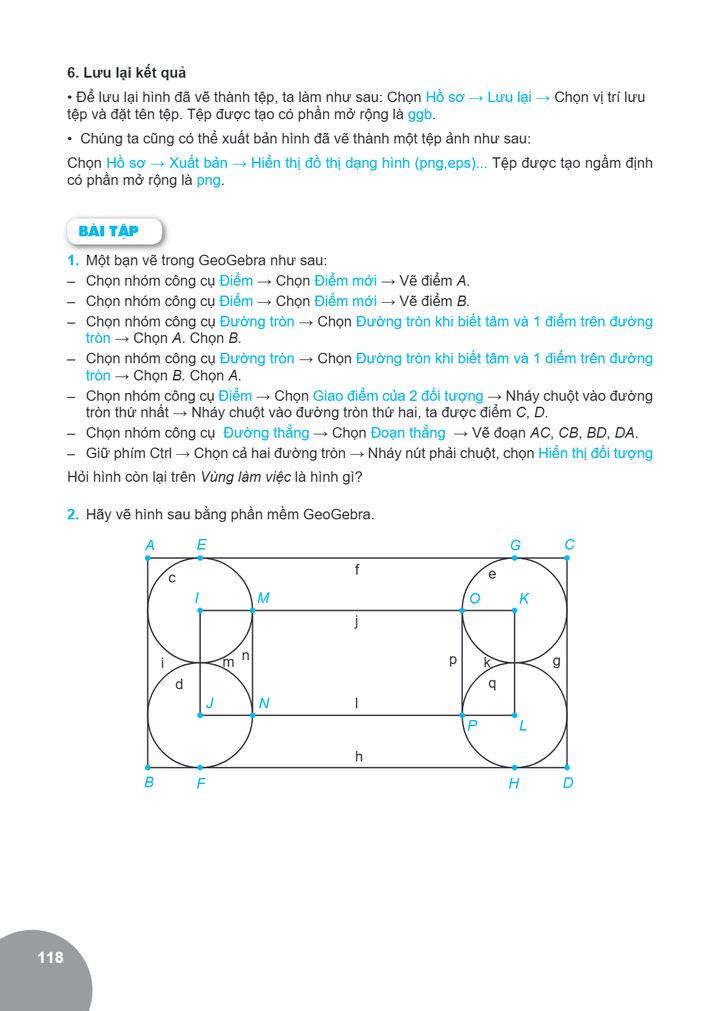 6. Lưu lại kết quả
• Để lưu lại hình đã vẽ thành tệp, ta làm như sau: Chọn Hồ sơ → Lưu lại → Chọn vị trí lưu
tệp và đặt tên tệp. Tệp được tạo có phần mở rộng là ggb.
• Chúng ta cũng có thể xuất bản hình đã vẽ thành một tệp ảnh như sau:
Chọn Hồ sơ → Xuất bản → Hiển thị đồ thị dạng hình (png,eps)... Tệp được tạo ngầm định
có phần mở rộng là png.
BÀI TẬP
1. Một bạn vẽ trong GeoGebra như sau:
– Chọn nhóm công cụ Điểm → Chọn Điểm mới → Vẽ điểm A.
– Chọn nhóm công cụ Điểm → Chọn Điểm mới → Vẽ điểm B.
– Chọn nhóm công cụ Đường tròn → Chọn Đường tròn khi biết tâm và 1 điểm trên đường
tròn → Chọn A. Chọn B.
– Chọn nhóm công cụ Đường tròn → Chọn Đường tròn khi biết tâm và 1 điểm trên đường
tròn → Chọn B. Chọn A.
– Chọn nhóm công cụ Điểm → Chọn Giao điểm của 2 đối tượng → Nháy chuột vào đường
tròn thứ nhất → Nháy chuột vào đường tròn thứ hai, ta được điểm C, D.
– Chọn nhóm công cụ Đường thẳng → Chọn Đoạn thẳng → Vẽ đoạn AC, CB, BD, DA.
– Giữ phím Ctrl → Chọn cả hai đường tròn → Nháy nút phải chuột, chọn Hiển thị đối tượng
Hỏi hình còn lại trên Vùng làm việc là hình gì?
2. Hãy vẽ hình sau bằng phần mềm GeoGebra.
A E G C
c f e
I M O K
j
i m n p k g
d q
J N l P L
h
B F H D
118